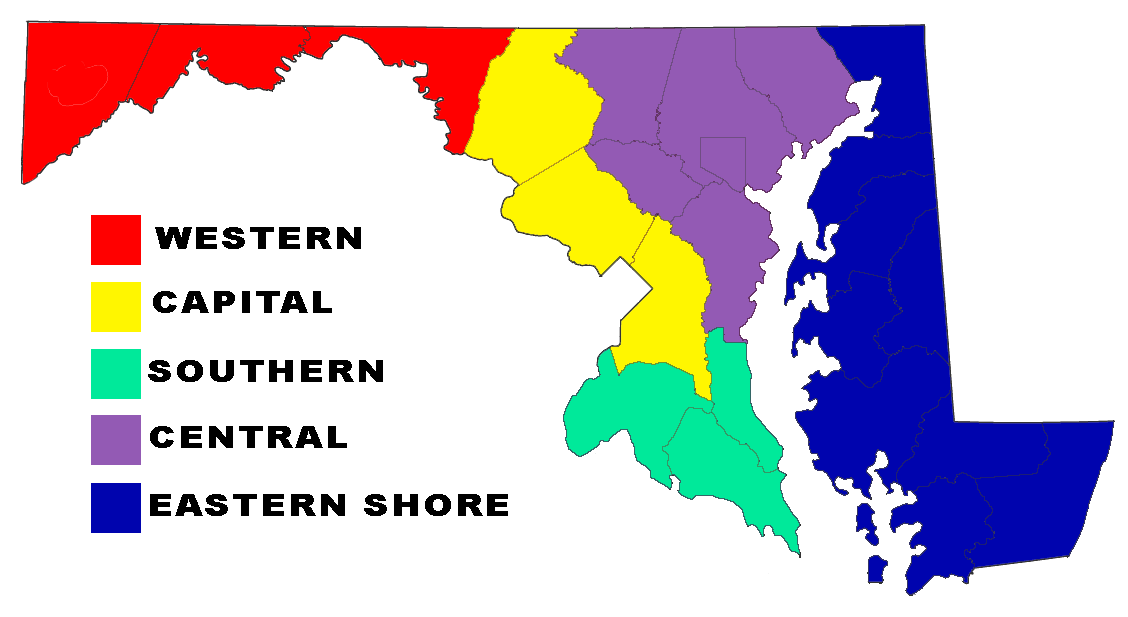 WESTERN
CAPITAL
SOUTHERN
CENTRAL
EASTERN SHORE